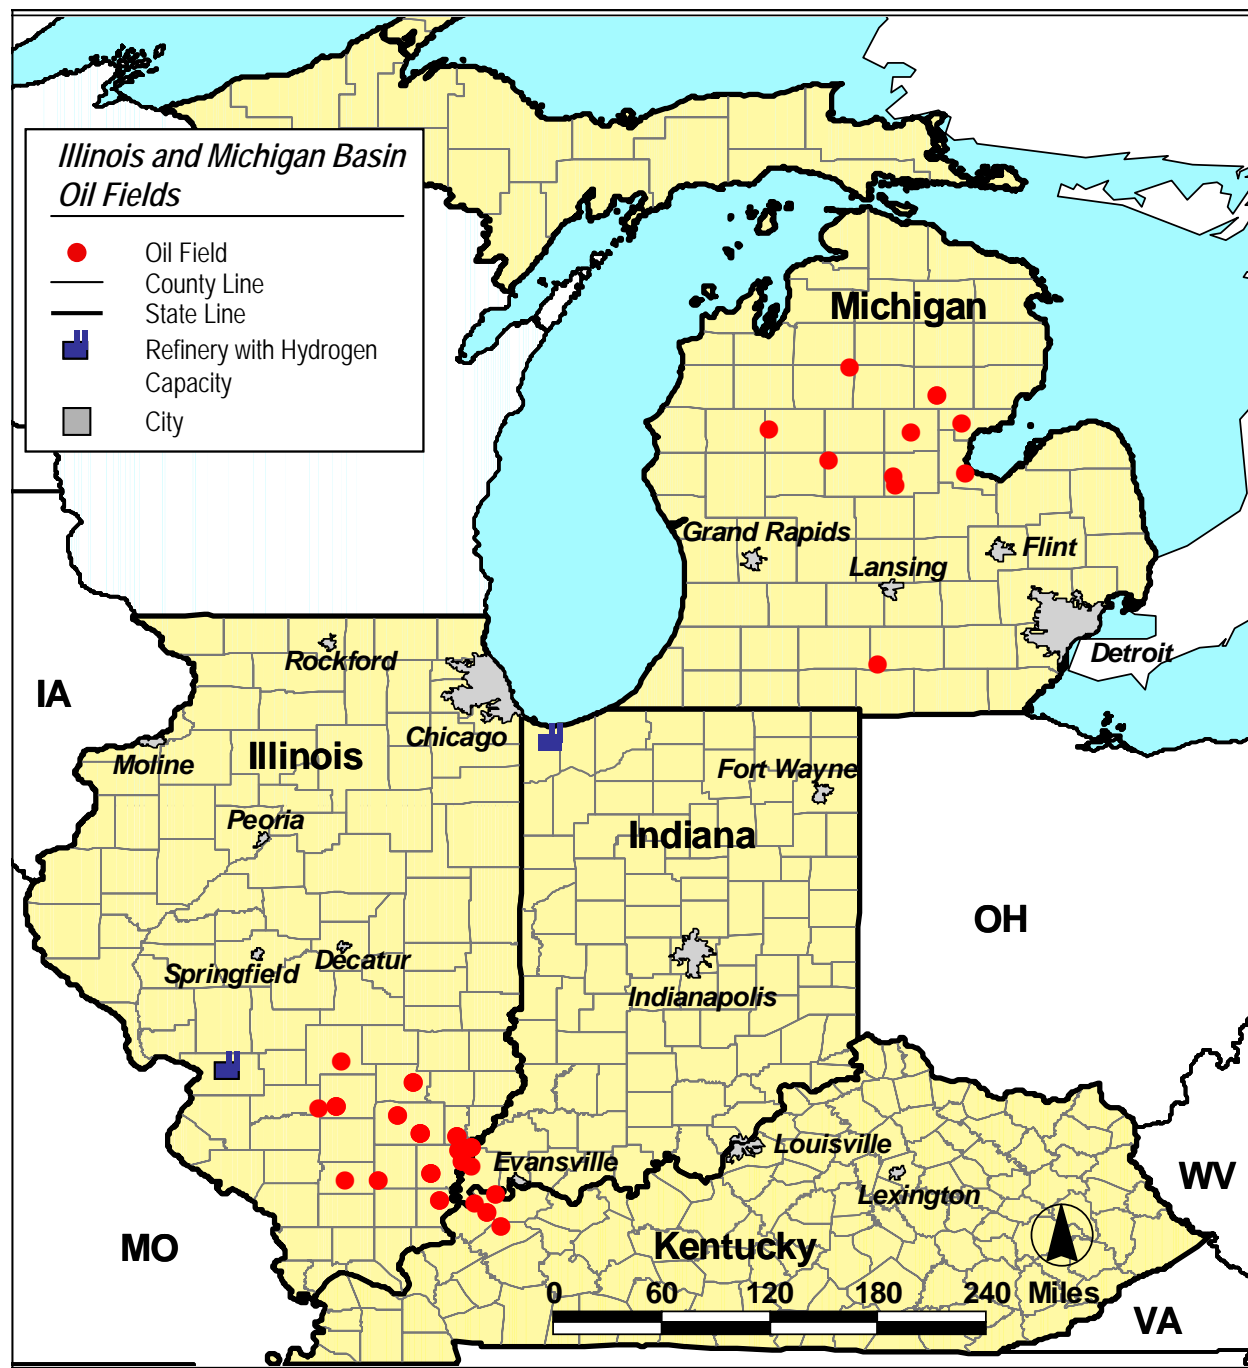 Illinois and Michigan Basin
Oil Fields
Oil Field
County Line
State Line
Refinery with Hydrogen
Capacity
City
Michigan
Grand Rapids
Flint
Lansing
Detroit
Rockford
IA
Chicago
Moline
Illinois
Fort Wayne
Peoria
Indiana
OH
Decatur
Springfield
Indianapolis
Louisville
Evansville
Lexington
WV
MO
Kentucky
0 60 120 180 240 Miles
VA